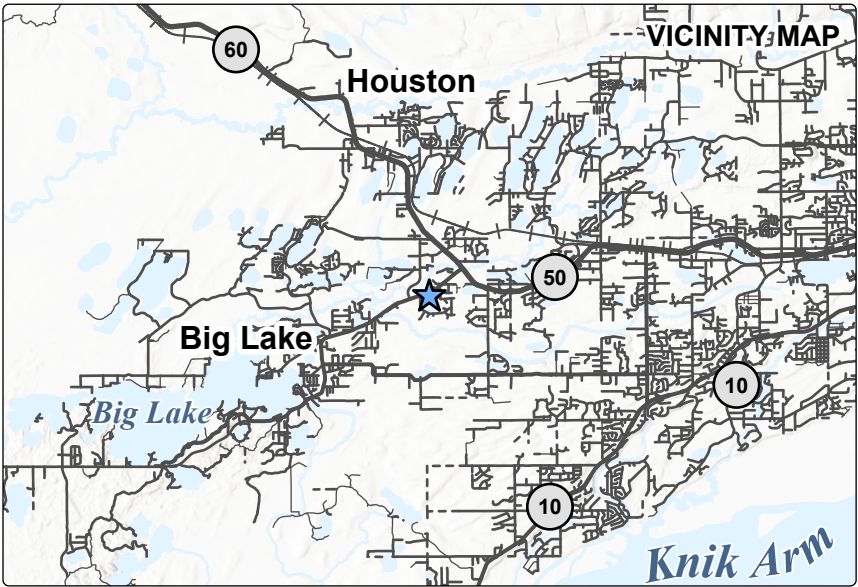 VICINITY MAP
60
Houston
50
Big Lake
10
Big Lake
10
Knik Arm